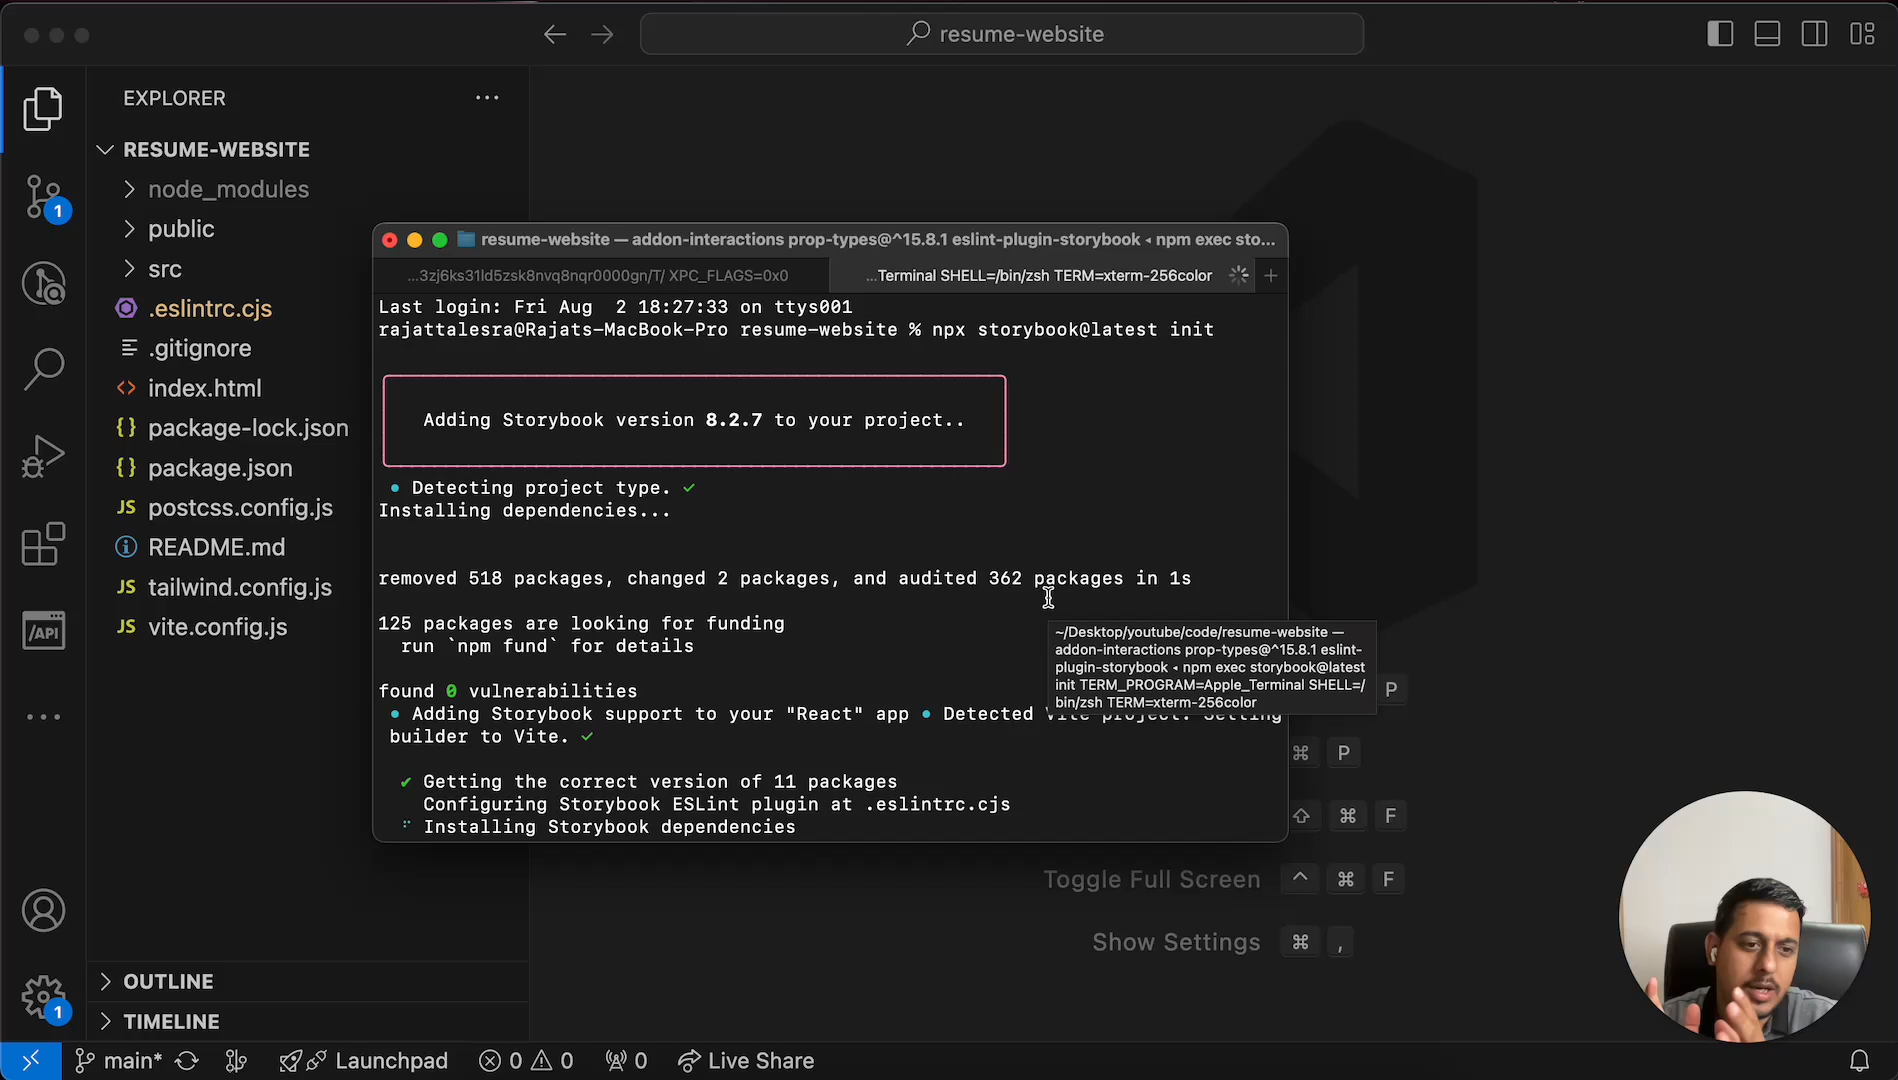 resume-website
EXPLORER
RESUME-WEBSITE
node_modules
public
src
.eslintrc.cjs
.gitignore
index.html
package-lock.json
package.json
JS postcss.config.js
README.md
JS tailwind.config.js
JS vite.config.js
/API
1
1
OUTLINE
TIMELINE
resume-website — addon-interactions prop-types@^15.8.1 eslint-plugin-storybook ◂ npm exec sto...
...3zj6ks31ld5zsk8nvq8nqr0000gn/T/ XPC_FLAGS=0x0
...Terminal SHELL=/bin/zsh TERM=xterm-256color
Last login: Fri Aug  2 18:27:33 on ttys001
rajattalesra@Rajats-MacBook-Pro resume-website % npx storybook@latest init
Adding Storybook version 8.2.7 to your project..
• Detecting project type. ✓
Installing dependencies...
removed 518 packages, changed 2 packages, and audited 362 packages in 1s
125 packages are looking for funding
run `npm fund` for details
found 0 vulnerabilities
• Adding Storybook support to your "React" app • Detected Vite project. Setting
builder to Vite. ✓
✔ Getting the correct version of 11 packages
Configuring Storybook ESLint plugin at .eslintrc.cjs
Installing Storybook dependencies
~/Desktop/youtube/code/resume-website —
addon-interactions prop-types@^15.8.1 eslint-
plugin-storybook ◂ npm exec storybook@latest
init TERM_PROGRAM=Apple_Terminal SHELL=/
bin/zsh TERM=xterm-256color
P
⌘ P
⇧ ⌘ F
Toggle Full Screen ^ ⌘ F
Show Settings ⌘ ,
main* Launchpad 0 0 0 Live Share